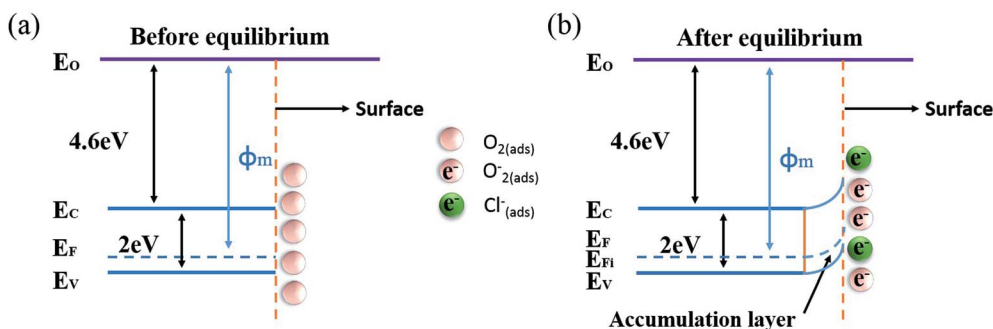 (a)
Before equilibrium
EO
Surface
4.6eV
ϕm
EC
2eV
EF
EV
O2(ads)
e- O-2(ads)
e- Cl-(ads)
(b)
After equilibrium
EO
Surface
4.6eV
ϕm
e-
e-
EC
e-
EF
2eV
e-
EFi
EV
e-
Accumulation layer